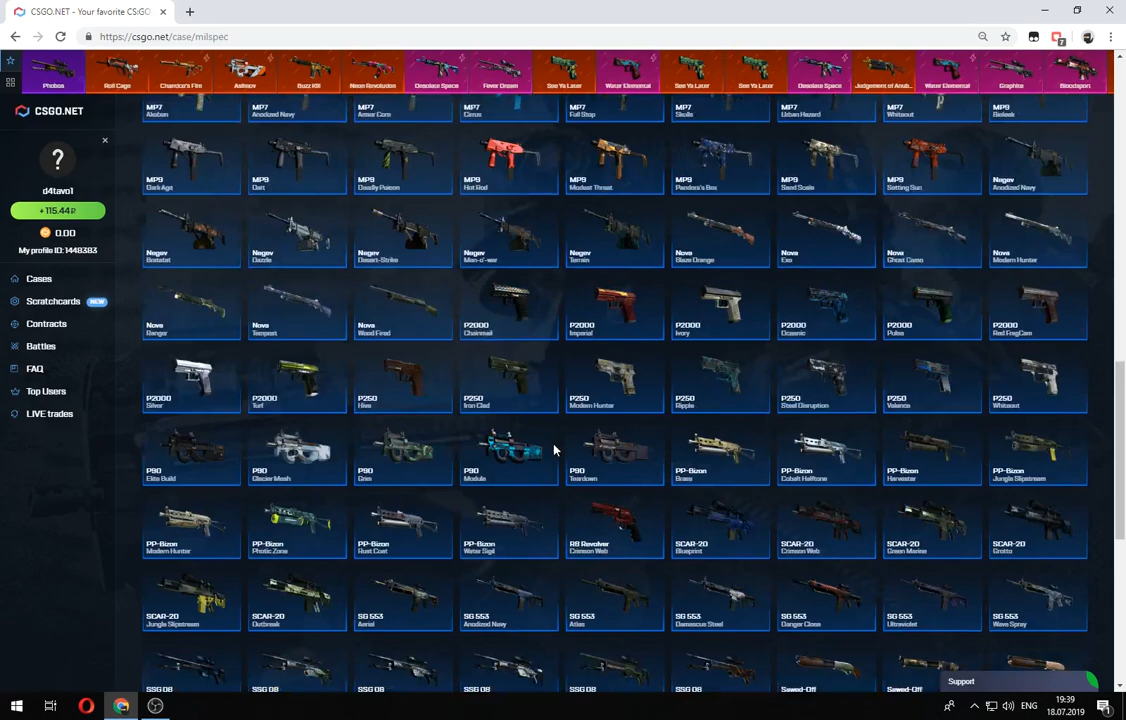 CSGO.NET - Your favorite CS:GO
https://csgo.net/case/milspec
7
Phobos
Roll Cage
Chantico's Fire
Asiimov
Buzz Kill
Neon Revolution
Desolate Space
Fever Dream
See Ya Later
Water Elemental
See Ya Later
See Ya Later
Desolate Space
Judgement of Anub...
Water Elemental
Graphite
Bloodsport
CSGO.NET
?
d4tavo1
+ 115.44₽
0.00
My profile ID: 1448383
Cases
Scratchcards NEW
Contracts
Battles
FAQ
Top Users
LIVE trades
MP7
Akoben
MP7
Anodized Navy
MP7
Armor Core
MP7
Cirrus
MP7
Full Stop
MP7
Skulls
MP7
Urban Hazard
MP7
Whiteout
MP9
Bioleak
MP9
Dark Age
MP9
Dart
MP9
Deadly Poison
MP9
Hot Rod
MP9
Modest Threat
MP9
Pandora's Box
MP9
Sand Scale
MP9
Setting Sun
Negev
Anodized Navy
Negev
Bratatat
Negev
Dazzle
Negev
Desert-Strike
Negev
Man-o'-war
Negev
Terrain
Nova
Blaze Orange
Nova
Exo
Nova
Ghost Camo
Nova
Modern Hunter
Nova
Ranger
Nova
Tempest
Nova
Wood Fired
P2000
Chainmail
P2000
Imperial
P2000
Ivory
P2000
Oceanic
P2000
Pulse
P2000
Red FragCam
P2000
Silver
P2000
Turf
P250
Hive
P250
Iron Clad
P250
Modern Hunter
P250
Ripple
P250
Steel Disruption
P250
Valence
P250
Whiteout
P90
Elite Build
P90
Glacier Mesh
P90
Grim
P90
Module
P90
Teardown
PP-Bizon
Brass
PP-Bizon
Cobalt Halftone
PP-Bizon
Harvester
PP-Bizon
Jungle Slipstream
PP-Bizon
Modern Hunter
PP-Bizon
Photic Zone
PP-Bizon
Rust Coat
PP-Bizon
Water Sigil
R8 Revolver
Crimson Web
SCAR-20
Blueprint
SCAR-20
Crimson Web
SCAR-20
Green Marine
SCAR-20
Grotto
SCAR-20
Jungle Slipstream
SCAR-20
Outbreak
SG 553
Aerial
SG 553
Anodized Navy
SG 553
Atlas
SG 553
Damascus Steel
SG 553
Danger Close
SG 553
Ultraviolet
SG 553
Wave Spray
SSG 08
SSG 08
SSG 08
SSG 08
SSG 08
SSG 08
Sawed-Off
Support
ENG
19:39
18.07.2019
1